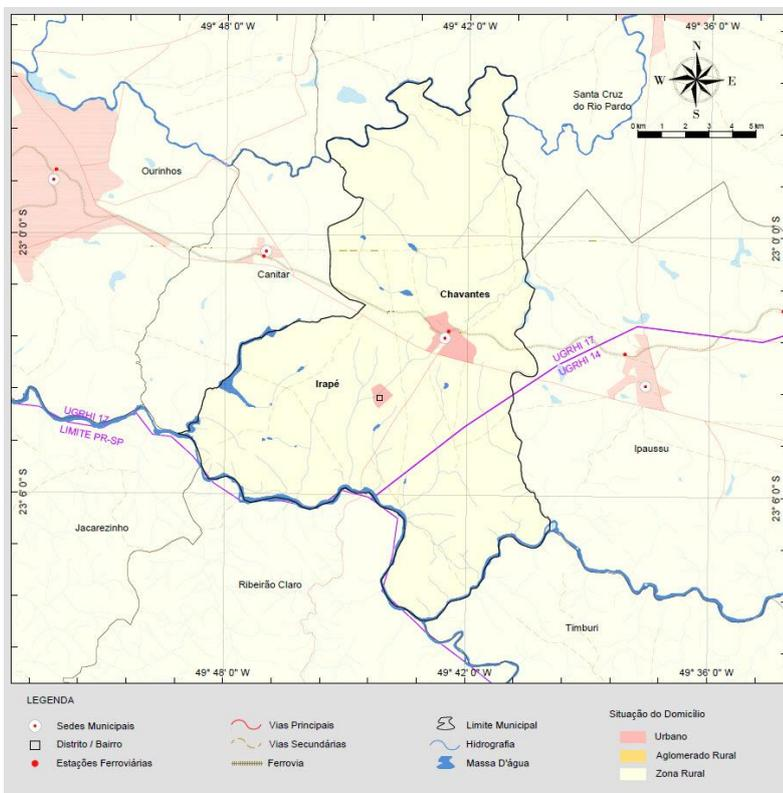 49° 48' 0" W
49° 42' 0" W
49° 36' 0" W
N
W
E
S
0 km 1 2 3 4 5 km
Santa Cruz
do Rio Pardo
Ourinhos
23° 0' 0" S
23° 0' 0" S
Canitar
Chavantes
UGRHI 17
UGRHI 14
Irapé
UGRHI 17
LIMITE PR-SP
Ipaussu
23° 6' 0" S
23° 6' 0" S
Jacarezinho
Ribeirão Claro
Timburi
49° 48' 0" W
49° 42' 0" W
49° 36' 0" W
LEGENDA
Sedes Municipais
Distrito / Bairro
Estações Ferroviárias
Vias Principais
Vias Secundárias
Ferrovia
Limite Municipal
Hidrografia
Massa D'água
Situação do Domicílio
Urbano
Aglomerado Rural
Zona Rural